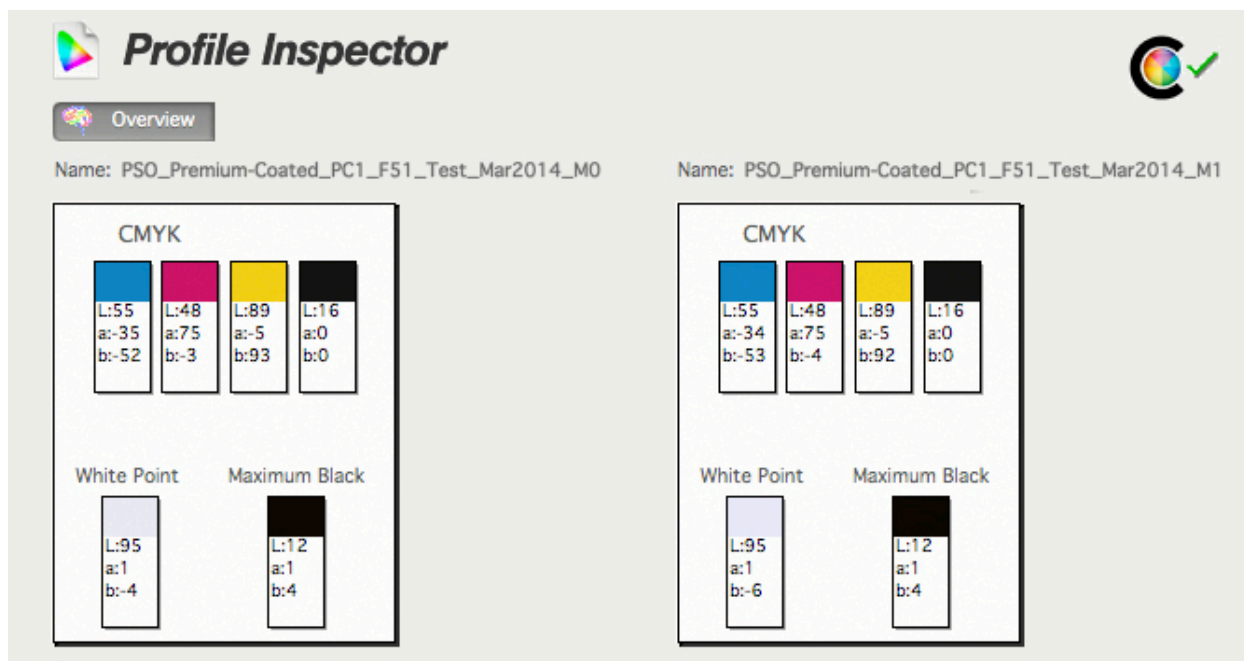 Profile Inspector
Overview
Name: PSO_Premium-Coated_PC1_F51_Test_Mar2014_M0
CMYK
L:55 L:48 L:89 L:16
a:-35 a:75 a:-5 a:0
b:-52 b:-3 b:93 b:0
White Point Maximum Black
L:95 L:12
a:1 a:1
b:-4 b:4
Name: PSO_Premium-Coated_PC1_F51_Test_Mar2014_M1
CMYK
L:55 L:48 L:89 L:16
a:-34 a:75 a:-5 a:0
b:-53 b:-4 b:92 b:0
White Point Maximum Black
L:95 L:12
a:1 a:1
b:-6 b:4